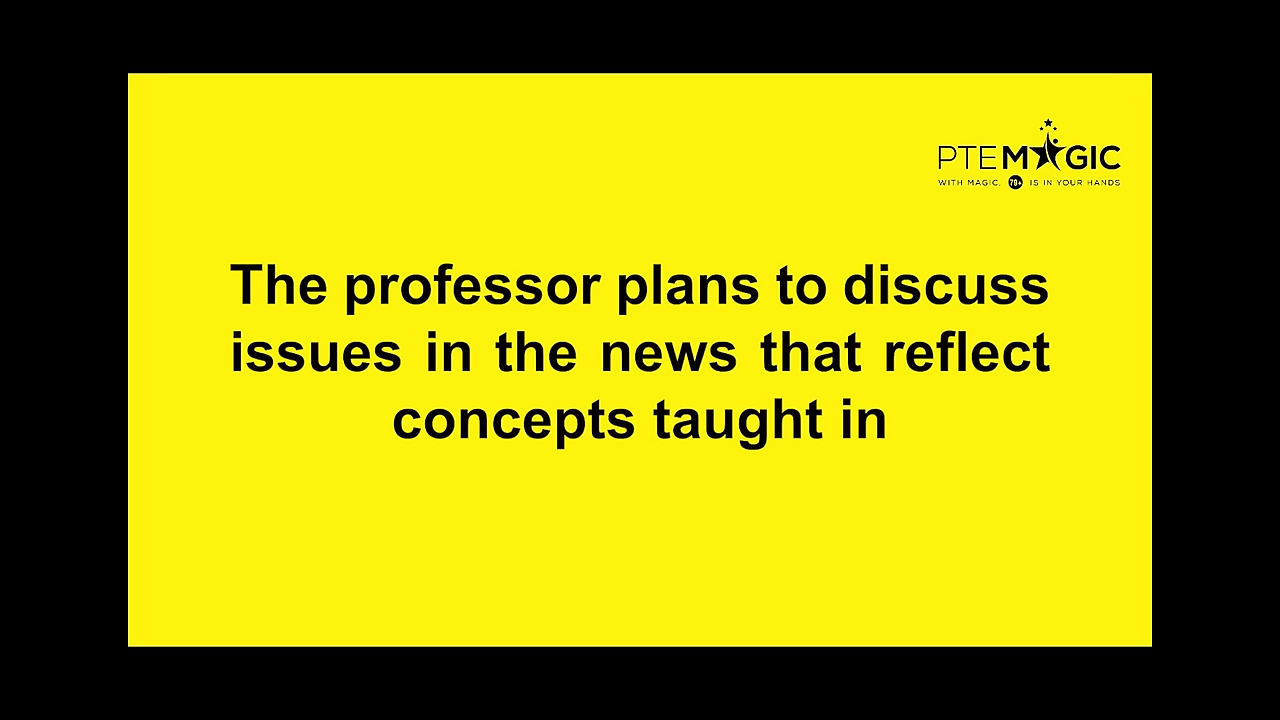 PTEMAGIC
WITH MAGIC, 79+ IS IN YOUR HANDS
The professor plans to discuss
issues in the news that reflect
concepts taught in